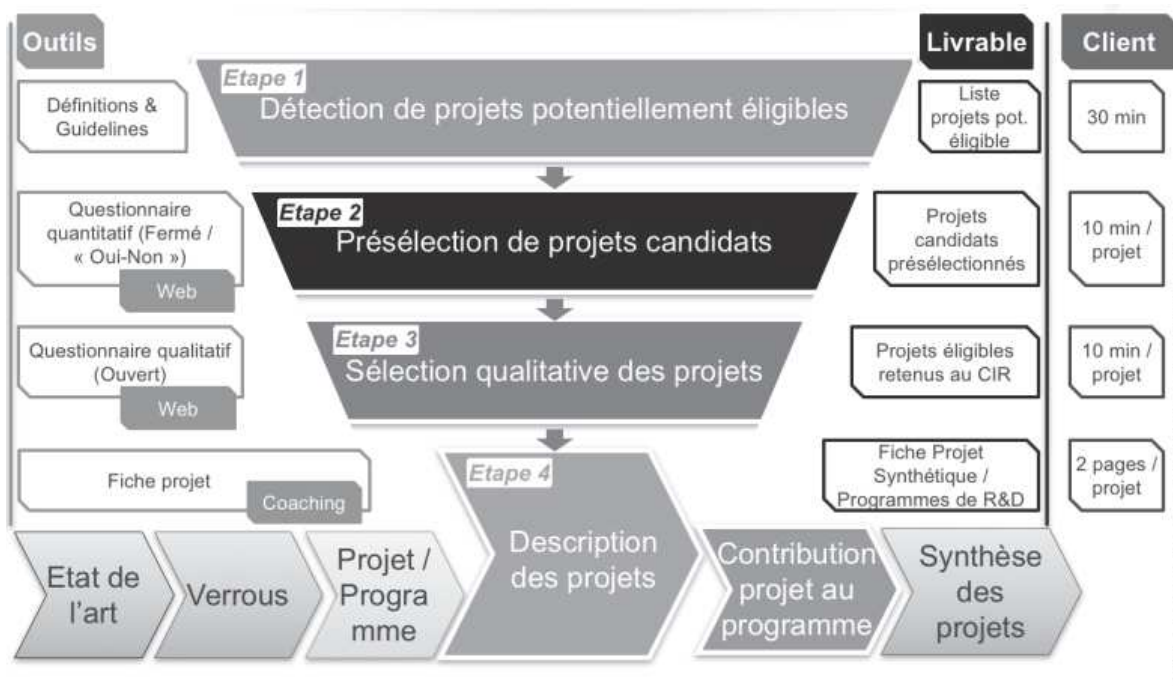 Outils
Livrable
Client
Définitions &
Guidelines
Etape 1
Détection de projets potentiellement éligibles
Liste
projets pot.
éligible
30 min
Questionnaire
quantitatif (Fermé /
« Oui-Non »)
Web
Etape 2
Présélection de projets candidats
Projets
candidats
présélectionnés
10 min /
projet
Questionnaire qualitatif
(Ouvert)
Web
Etape 3
Sélection qualitative des projets
Projets éligibles
retenus au CIR
10 min /
projet
Fiche projet
Coaching
Etape 4
Description
des projets
Fiche Projet
Synthétique /
Programmes de R&D
2 pages /
projet
Etat de
l’art
Verrous
Projet /
Progra
mme
Contribution
projet au
programme
Synthèse
des
projets